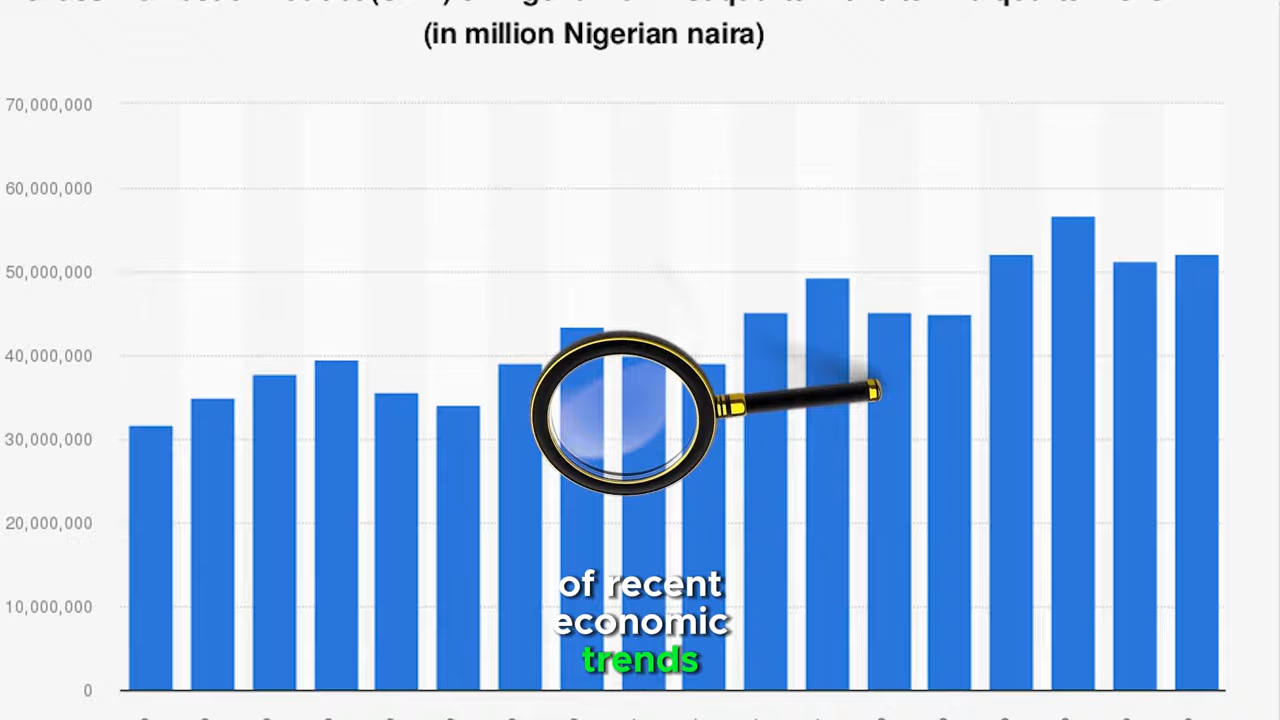 (in million Nigerian naira)
70,000,000
60,000,000
50,000,000
40,000,000
30,000,000
20,000,000
10,000,000
0
of recent
economic
trends